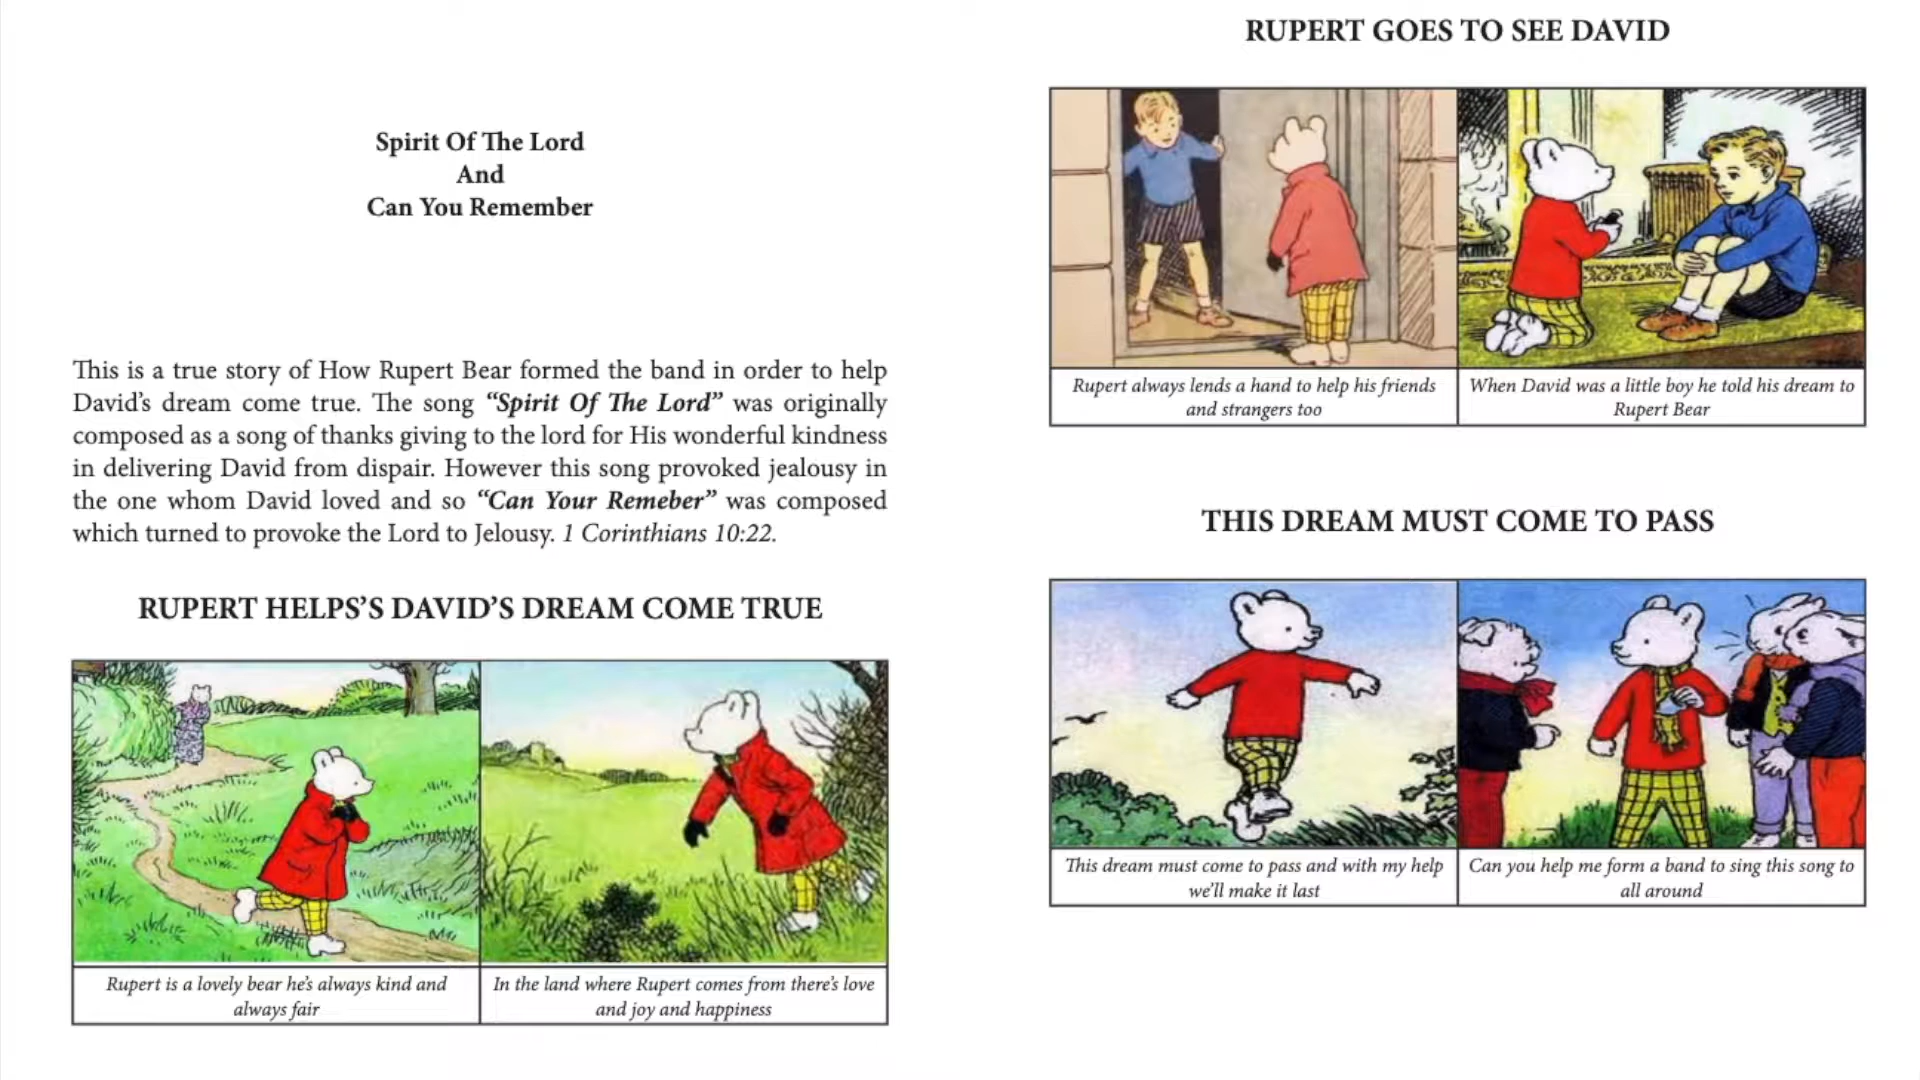 Spirit Of The Lord
And
Can You Remember
This is a true story of How Rupert Bear formed the band in order to help
David's dream come true. The song “Spirit Of The Lord” was originally
composed as a song of thanks giving to the lord for His wonderful kindness
in delivering David from dispair. However this song provoked jealousy in
the one whom David loved and so “Can Your Remeber” was composed
which turned to provoke the Lord to Jelousy. 1 Corinthians 10:22.
RUPERT HELPS'S DAVID'S DREAM COME TRUE
Rupert is a lovely bear he's always kind and
always fair
In the land where Rupert comes from there's love
and joy and happiness
RUPERT GOES TO SEE DAVID
Rupert always lends a hand to help his friends
and strangers too
When David was a little boy he told his dream to
Rupert Bear
THIS DREAM MUST COME TO PASS
This dream must come to pass and with my help
we'll make it last
Can you help me form a band to sing this song to
all around